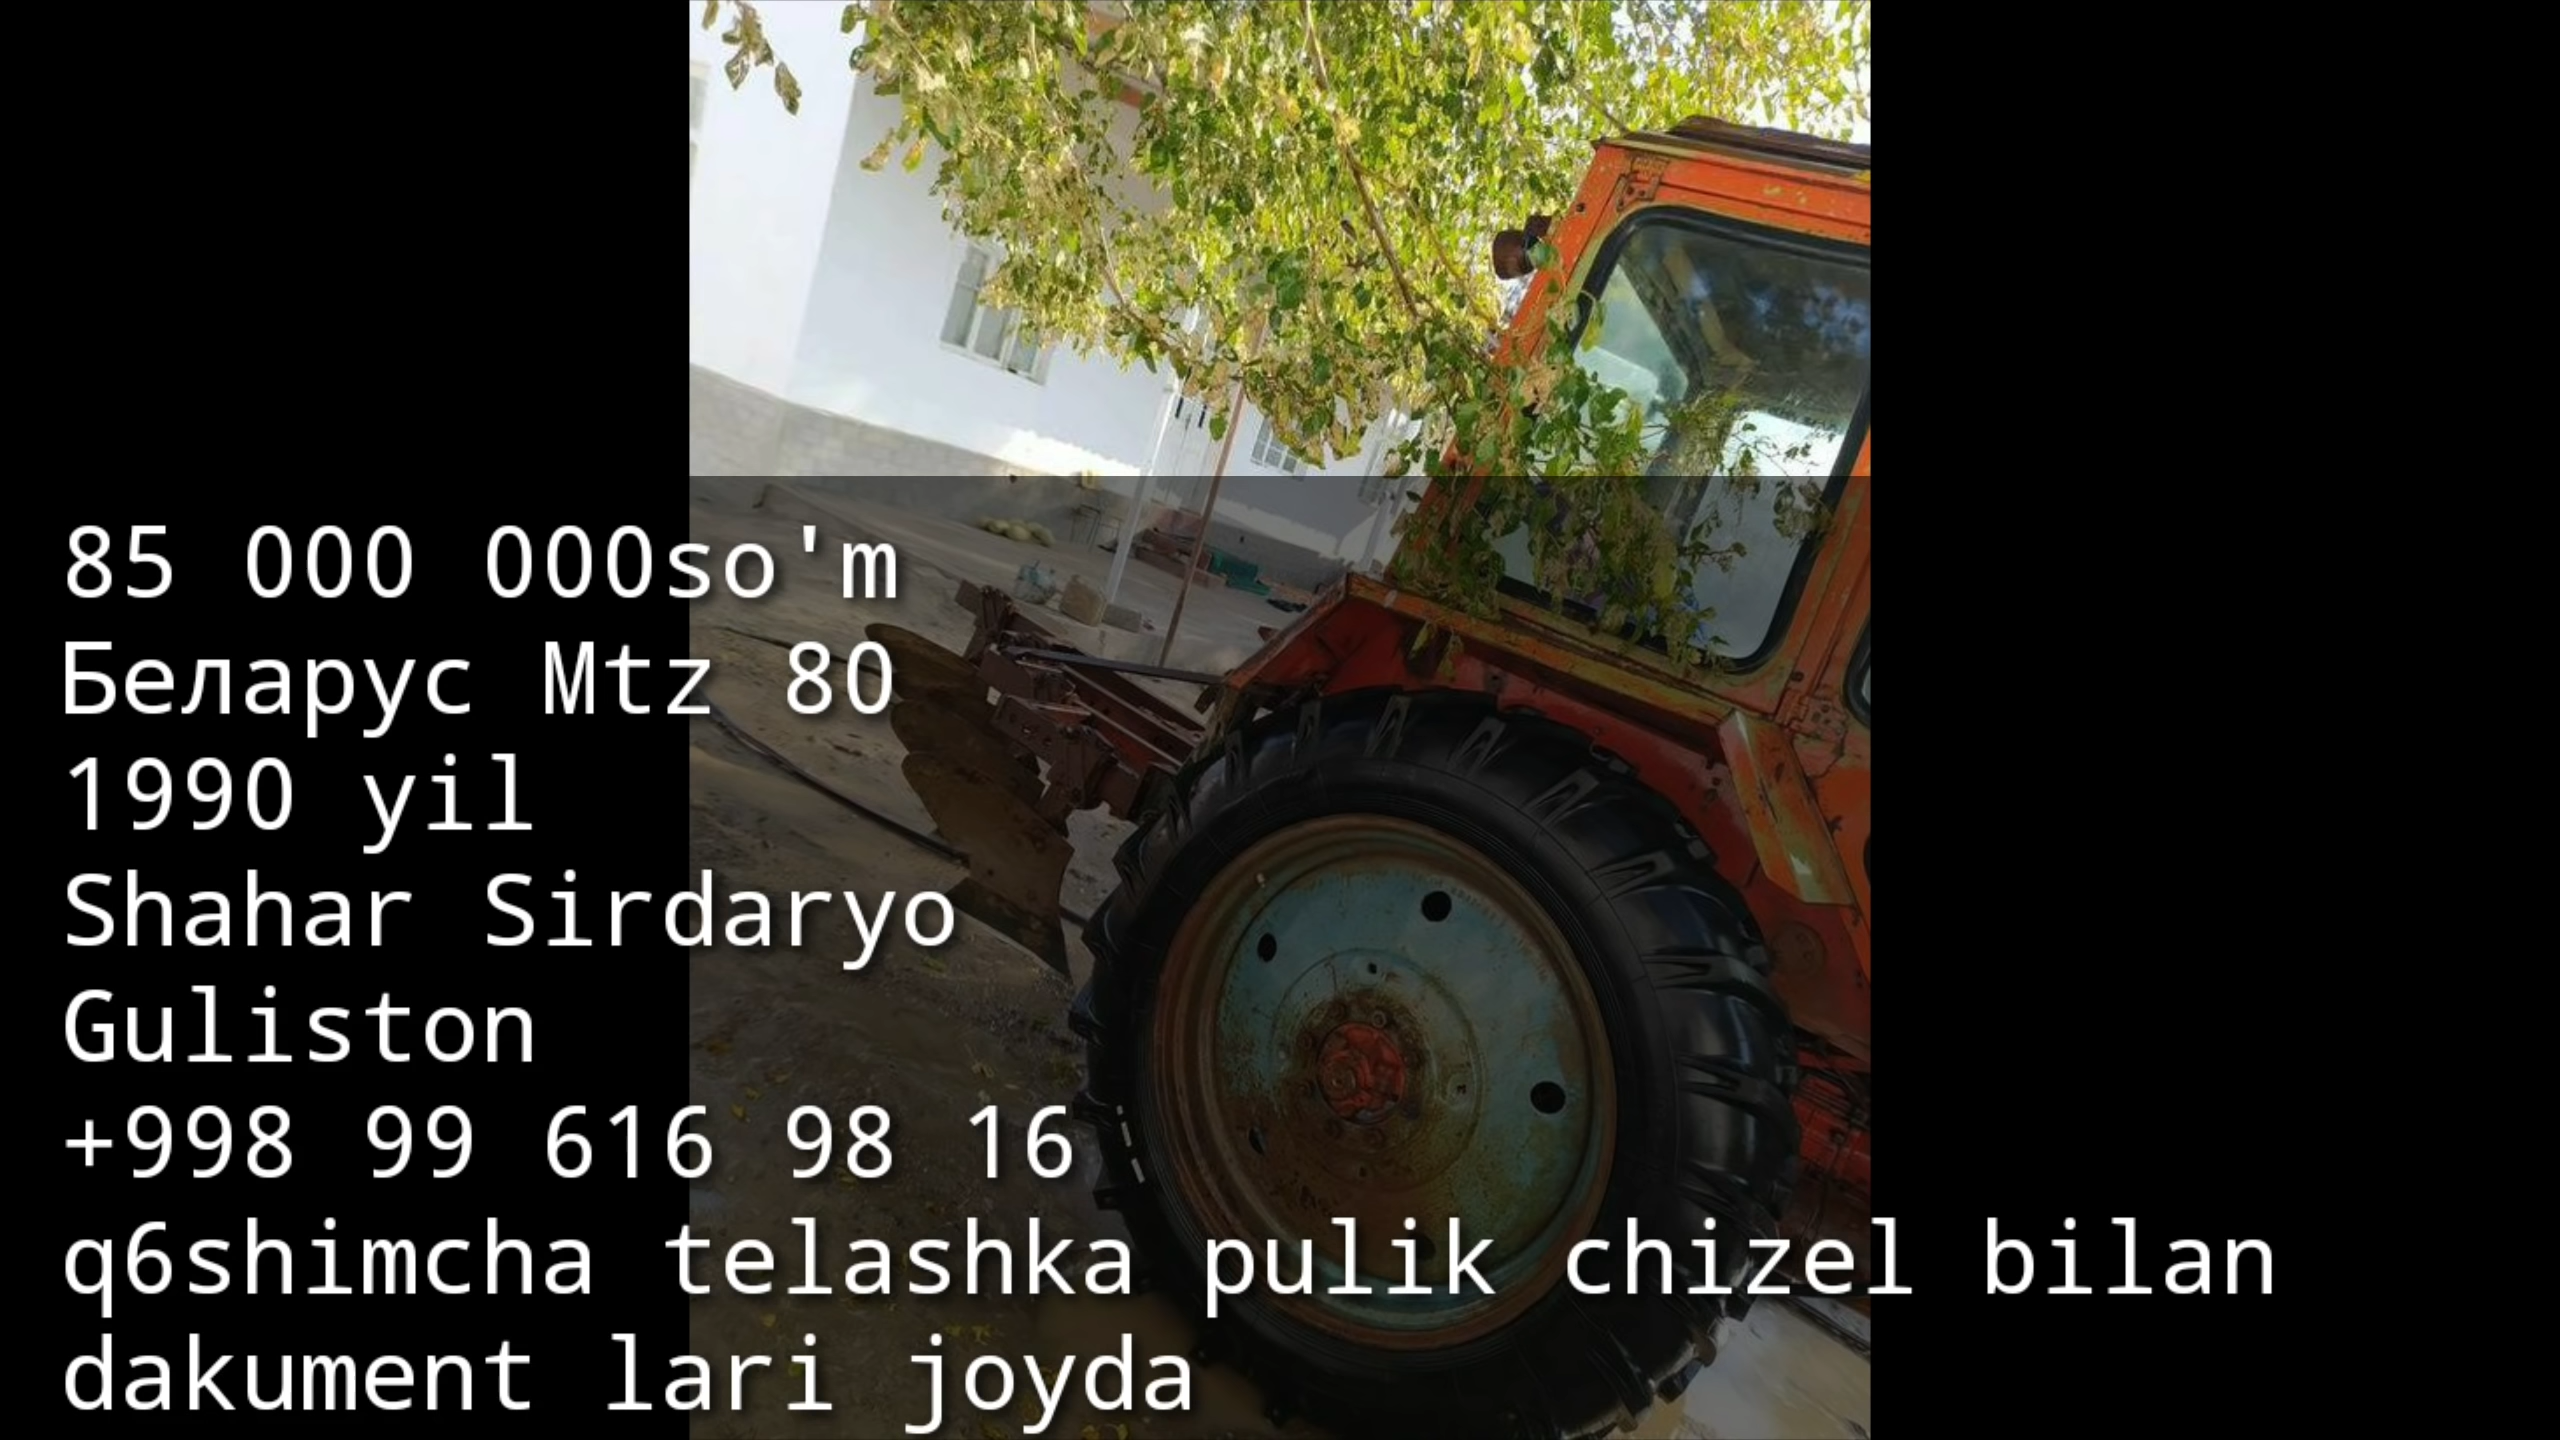 85 000 000so'm
Беларус Mtz 80
1990 yil
Shahar Sirdaryo
Guliston
+998 99 616 98 16
q6shimcha telashka pulik chizel bilan
dakument lari joyda